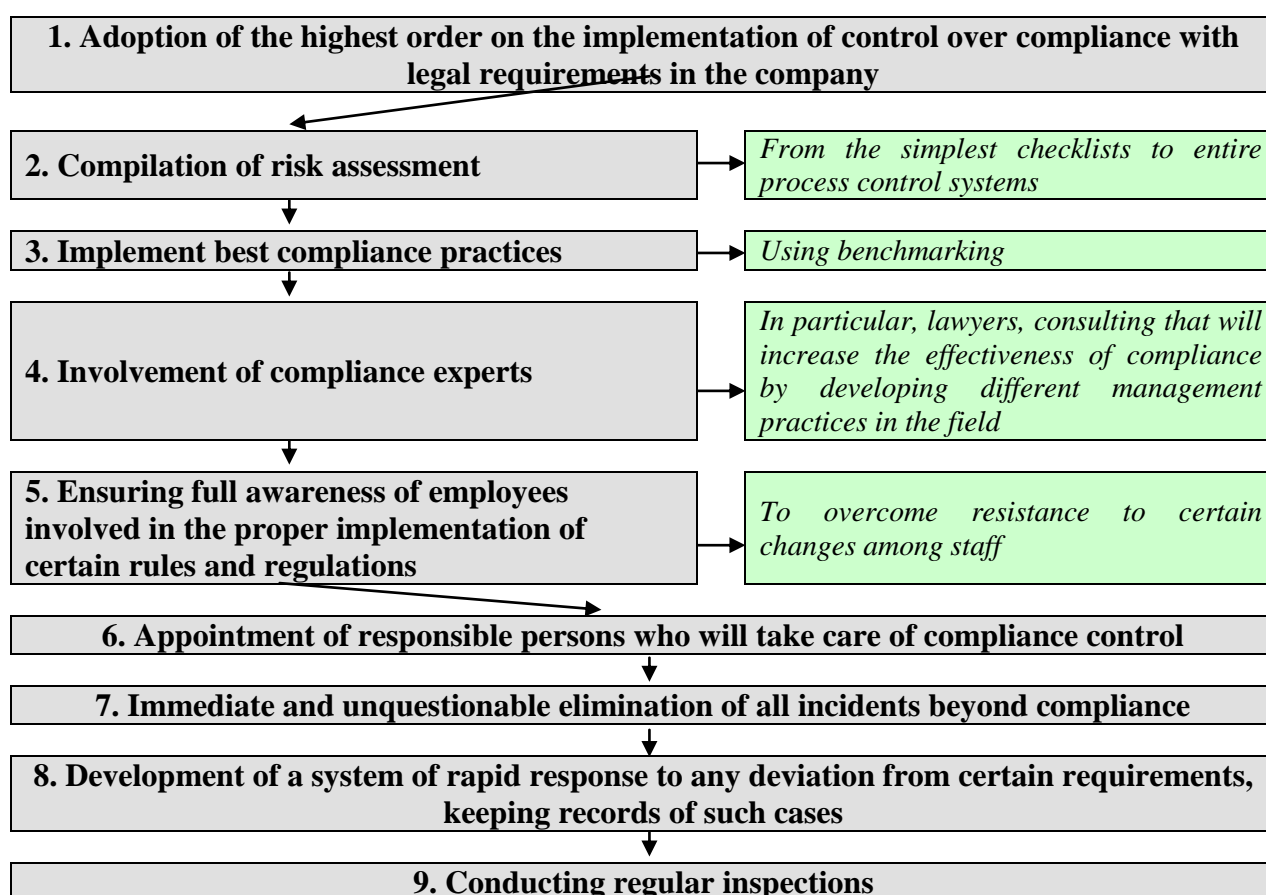 1. Adoption of the highest order on the implementation of control over compliance with
legal requirements in the company
2. Compilation of risk assessment
From the simplest checklists to entire
process control systems
3. Implement best compliance practices
Using benchmarking
4. Involvement of compliance experts
In particular, lawyers, consulting that will
increase the effectiveness of compliance
by developing different management
practices in the field
5. Ensuring full awareness of employees
involved in the proper implementation of
certain rules and regulations
To overcome resistance to certain
changes among staff
6. Appointment of responsible persons who will take care of compliance control
7. Immediate and unquestionable elimination of all incidents beyond compliance
8. Development of a system of rapid response to any deviation from certain requirements,
keeping records of such cases
9. Conducting regular inspections